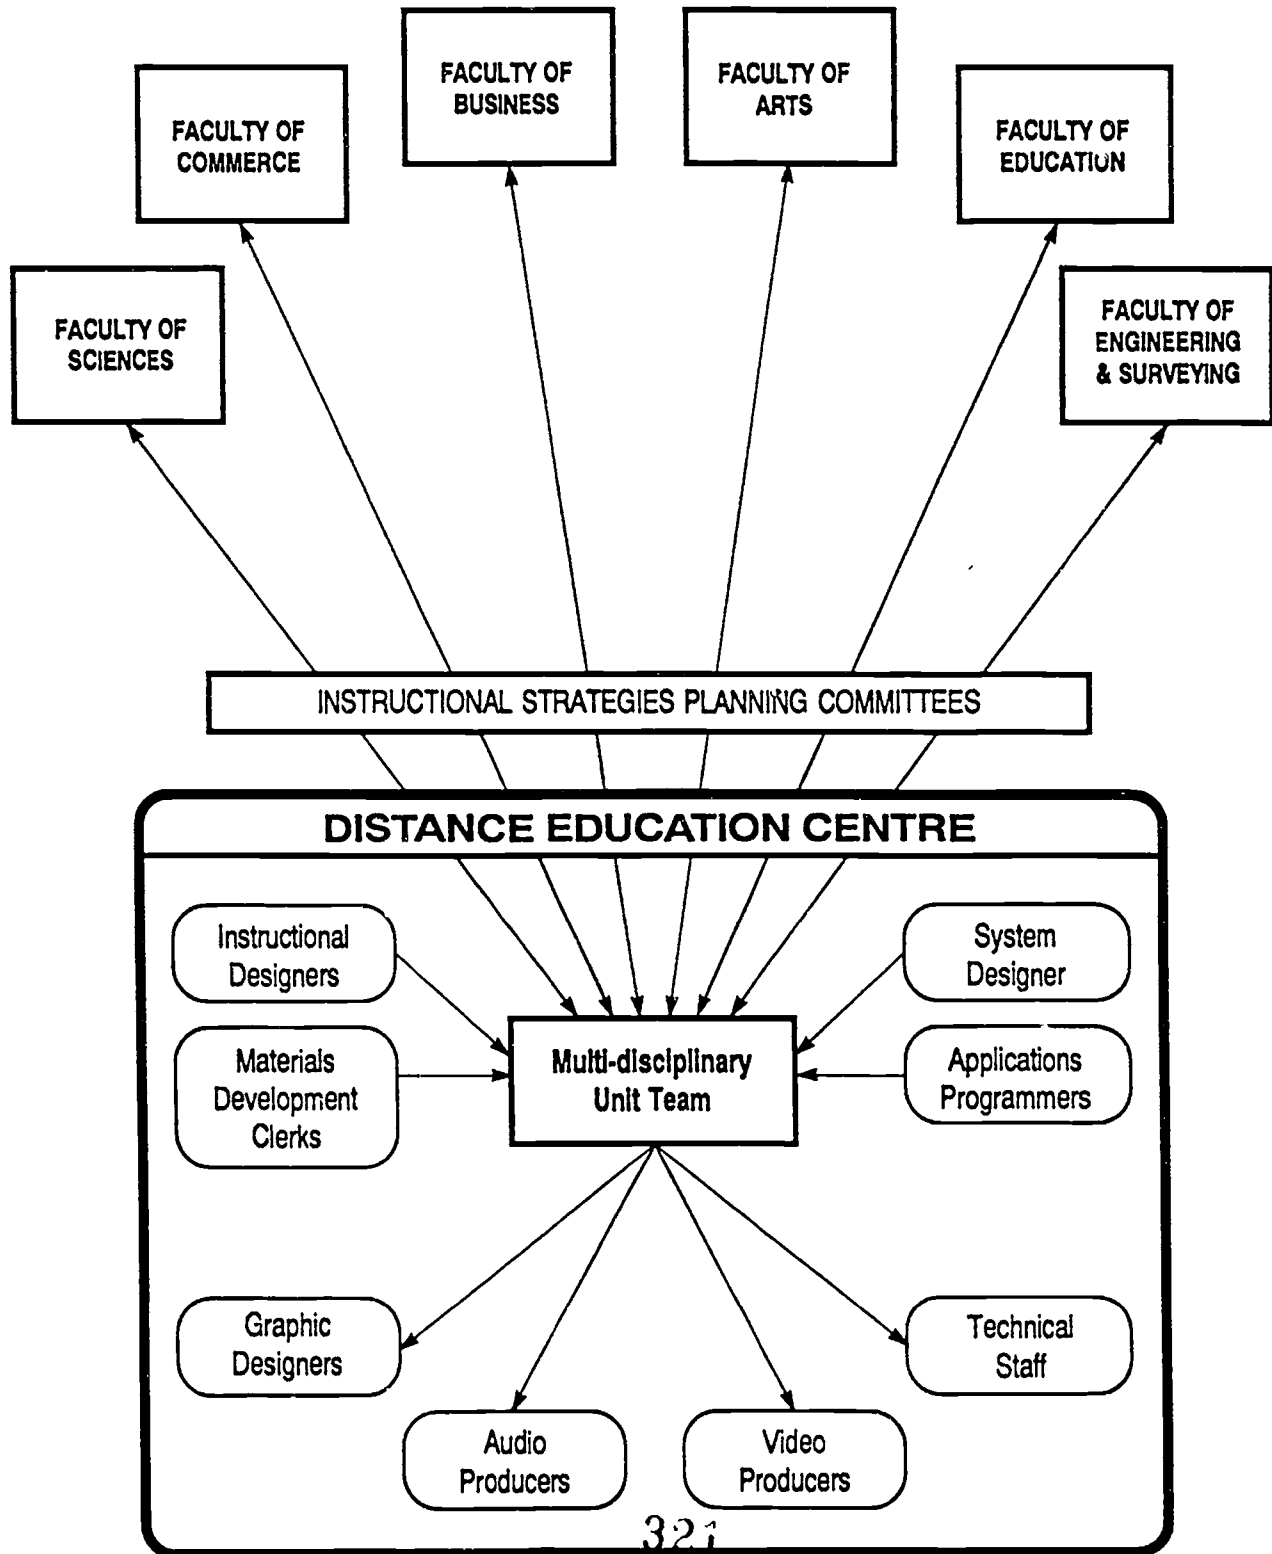 FACULTY OF
BUSINESS
FACULTY OF
ARTS
FACULTY OF
COMMERCE
FACULTY OF
EDUCATION
FACULTY OF
SCIENCES
FACULTY OF
ENGINEERING
& SURVEYING
INSTRUCTIONAL STRATEGIES PLANNING COMMITTEES
DISTANCE EDUCATION CENTRE
Instructional
Designers
System
Designer
Materials
Development
Clerks
Multi-disciplinary
Unit Team
Applications
Programmers
Graphic
Designers
Technical
Staff
Audio
Producers
Video
Producers
321